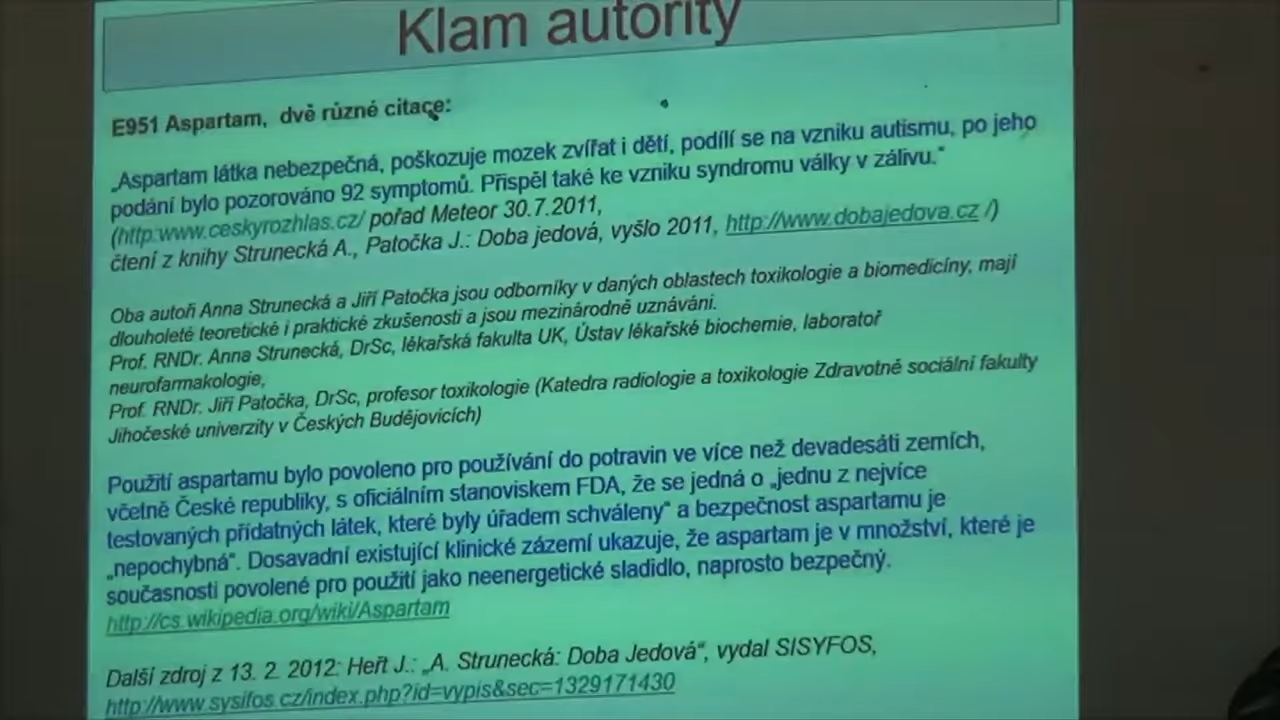 Klam autority
E951 Aspartam, dvě různé citace:
„Aspartam látka nebezpečná, poškozuje mozek zvířat i dětí, podílí se na vzniku autismu, po jeho
podání bylo pozorováno 92 symptomů. Přispěl také ke vzniku syndromu války v zálivu."
(http:www.ceskyrozhlas.cz/ pořad Meteor 30.7.2011,
čtení z knihy Strunecká A., Patočka J.: Doba jedová, vyšlo 2011, http://www.dobajedova.cz /)
Oba autoři Anna Strunecká a Jiří Patočka jsou odborníky v daných oblastech toxikologie a biomedicíny, mají
dlouholeté teoretické i praktické zkušenosti a jsou mezinárodně uznáváni.
Prof. RNDr. Anna Strunecká, DrSc, lékařská fakulta UK, Ústav lékařské biochemie, laboratoř
neurofarmakologie,
Prof. RNDr. Jiří Patočka, DrSc, profesor toxikologie (Katedra radiologie a toxikologie Zdravotně sociální fakulty
Jihočeské univerzity v Českých Budějovicích)
Použití aspartamu bylo povoleno pro používání do potravin ve více než devadesáti zemích,
včetně České republiky, s oficiálním stanoviskem FDA, že se jedná o „jednu z nejvíce
testovaných přídatných látek, které byly úřadem schváleny" a bezpečnost aspartamu je
„nepochybná". Dosavadní existující klinické zázemí ukazuje, že aspartam je v množství, které je
současnosti povolené pro použití jako neenergetické sladidlo, naprosto bezpečný.
http://cs.wikipedia.org/wiki/Aspartam
Další zdroj z 13. 2. 2012: Heřt J.: „A. Strunecká: Doba Jedová", vydal SISYFOS,
http://www.sysifos.cz/index.php?id=vypis&sec=1329171430